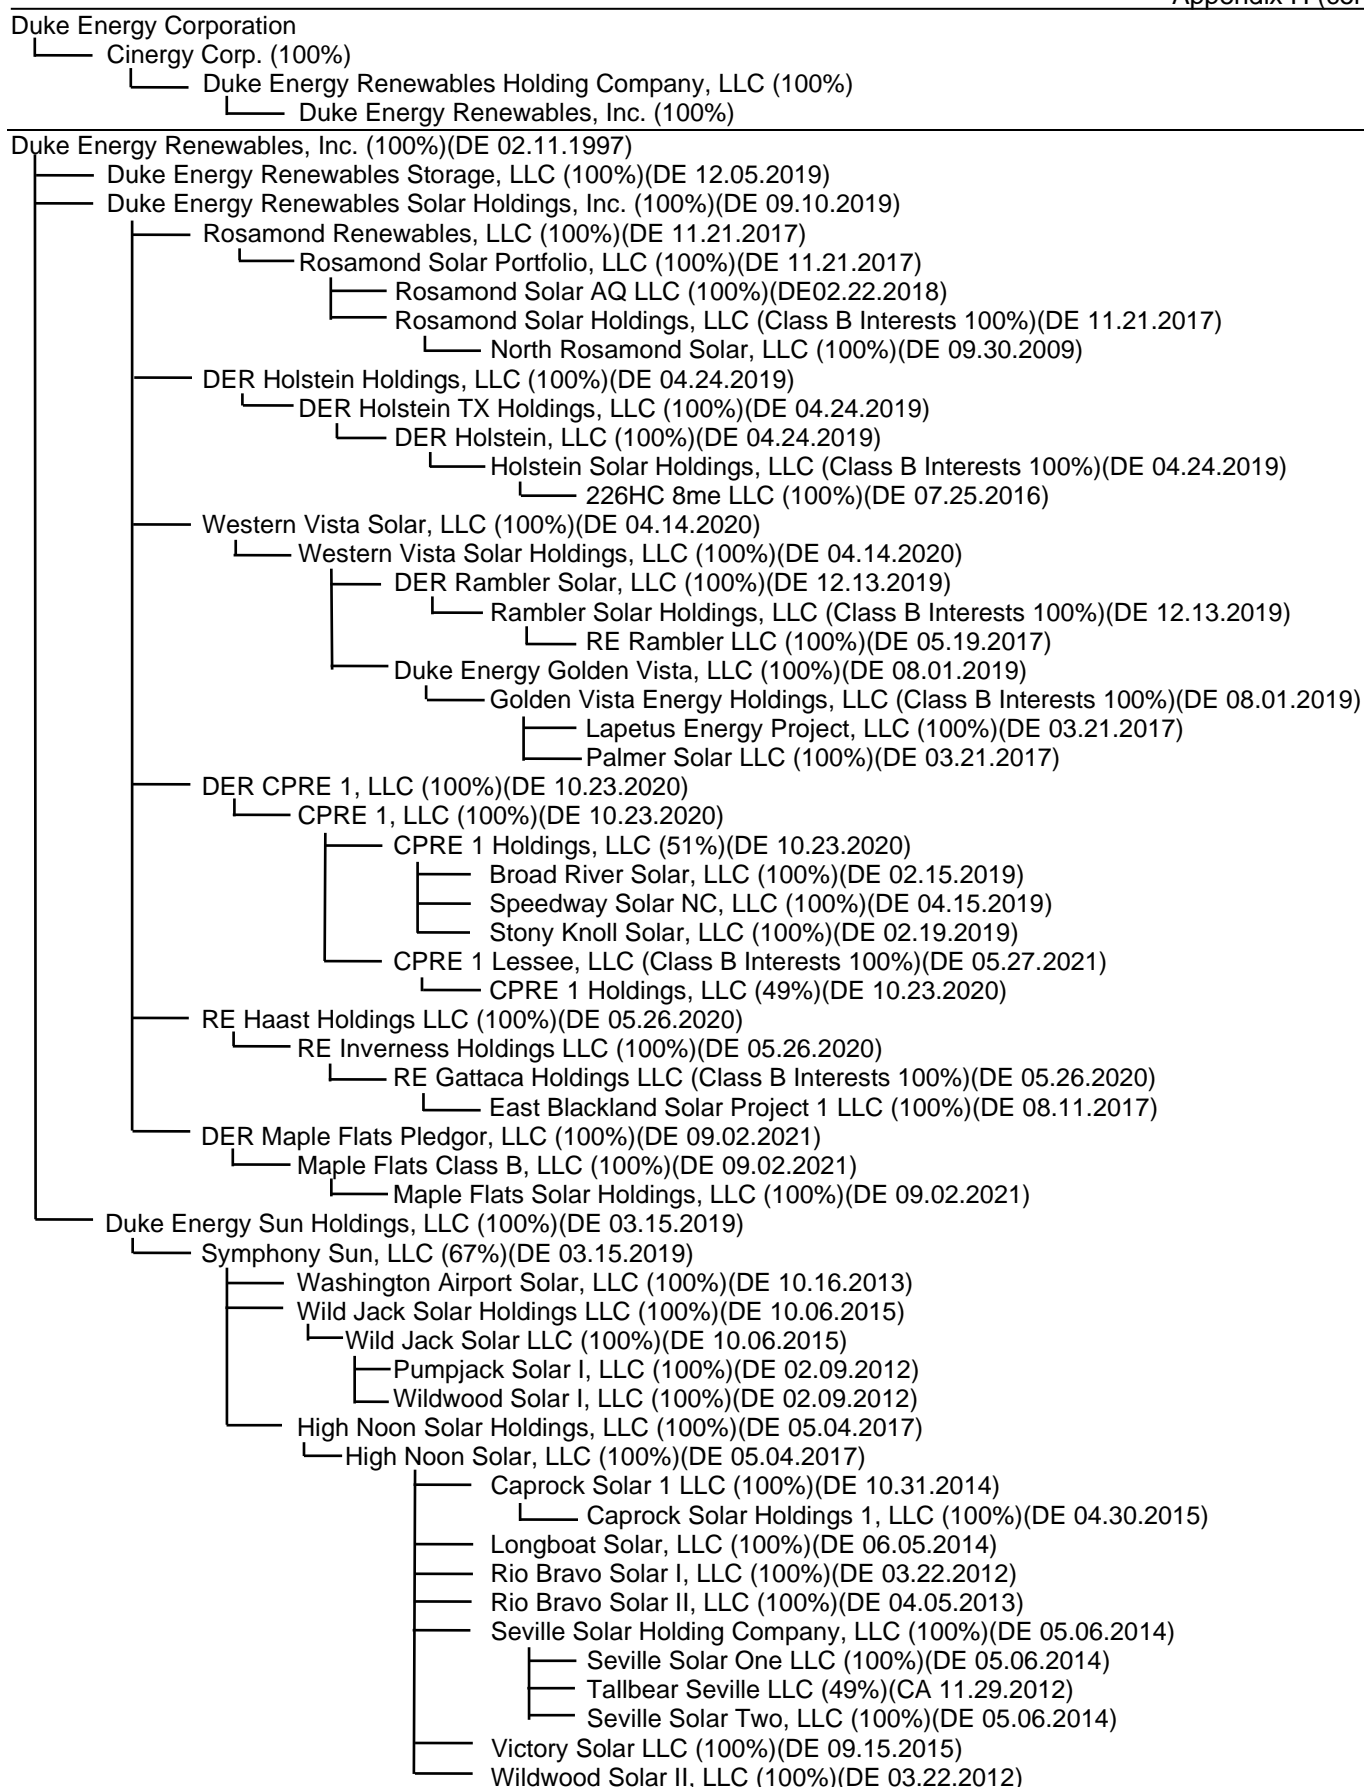 Duke Energy Corporation
Cinergy Corp. (100%)
Duke Energy Renewables Holding Company, LLC (100%)
Duke Energy Renewables, Inc. (100%)
Duke Energy Renewables, Inc. (100%)(DE 02.11.1997)
Duke Energy Renewables Storage, LLC (100%)(DE 12.05.2019)
Duke Energy Renewables Solar Holdings, Inc. (100%)(DE 09.10.2019)
Rosamond Renewables, LLC (100%)(DE 11.21.2017)
Rosamond Solar Portfolio, LLC (100%)(DE 11.21.2017)
Rosamond Solar AQ LLC (100%)(DE02.22.2018)
Rosamond Solar Holdings, LLC (Class B Interests 100%)(DE 11.21.2017)
North Rosamond Solar, LLC (100%)(DE 09.30.2009)
DER Holstein Holdings, LLC (100%)(DE 04.24.2019)
DER Holstein TX Holdings, LLC (100%)(DE 04.24.2019)
DER Holstein, LLC (100%)(DE 04.24.2019)
Holstein Solar Holdings, LLC (Class B Interests 100%)(DE 04.24.2019)
226HC 8me LLC (100%)(DE 07.25.2016)
Western Vista Solar, LLC (100%)(DE 04.14.2020)
Western Vista Solar Holdings, LLC (100%)(DE 04.14.2020)
DER Rambler Solar, LLC (100%)(DE 12.13.2019)
Rambler Solar Holdings, LLC (Class B Interests 100%)(DE 12.13.2019)
RE Rambler LLC (100%)(DE 05.19.2017)
Duke Energy Golden Vista, LLC (100%)(DE 08.01.2019)
Golden Vista Energy Holdings, LLC (Class B Interests 100%)(DE 08.01.2019)
Lapetus Energy Project, LLC (100%)(DE 03.21.2017)
Palmer Solar LLC (100%)(DE 03.21.2017)
DER CPRE 1, LLC (100%)(DE 10.23.2020)
CPRE 1, LLC (100%)(DE 10.23.2020)
CPRE 1 Holdings, LLC (51%)(DE 10.23.2020)
Broad River Solar, LLC (100%)(DE 02.15.2019)
Speedway Solar NC, LLC (100%)(DE 04.15.2019)
Stony Knoll Solar, LLC (100%)(DE 02.19.2019)
CPRE 1 Lessee, LLC (Class B Interests 100%)(DE 05.27.2021)
CPRE 1 Holdings, LLC (49%)(DE 10.23.2020)
RE Haast Holdings LLC (100%)(DE 05.26.2020)
RE Inverness Holdings LLC (100%)(DE 05.26.2020)
RE Gattaca Holdings LLC (Class B Interests 100%)(DE 05.26.2020)
East Blackland Solar Project 1 LLC (100%)(DE 08.11.2017)
DER Maple Flats Pledgor, LLC (100%)(DE 09.02.2021)
Maple Flats Class B, LLC (100%)(DE 09.02.2021)
Maple Flats Solar Holdings, LLC (100%)(DE 09.02.2021)
Duke Energy Sun Holdings, LLC (100%)(DE 03.15.2019)
Symphony Sun, LLC (67%)(DE 03.15.2019)
Washington Airport Solar, LLC (100%)(DE 10.16.2013)
Wild Jack Solar Holdings LLC (100%)(DE 10.06.2015)
Wild Jack Solar LLC (100%)(DE 10.06.2015)
Pumpjack Solar I, LLC (100%)(DE 02.09.2012)
Wildwood Solar I, LLC (100%)(DE 02.09.2012)
High Noon Solar Holdings, LLC (100%)(DE 05.04.2017)
High Noon Solar, LLC (100%)(DE 05.04.2017)
Caprock Solar 1 LLC (100%)(DE 10.31.2014)
Caprock Solar Holdings 1, LLC (100%)(DE 04.30.2015)
Longboat Solar, LLC (100%)(DE 06.05.2014)
Rio Bravo Solar I, LLC (100%)(DE 03.22.2012)
Rio Bravo Solar II, LLC (100%)(DE 04.05.2013)
Seville Solar Holding Company, LLC (100%)(DE 05.06.2014)
Seville Solar One LLC (100%)(DE 05.06.2014)
Tallbear Seville LLC (49%)(CA 11.29.2012)
Seville Solar Two, LLC (100%)(DE 05.06.2014)
Victory Solar LLC (100%)(DE 09.15.2015)
Wildwood Solar II, LLC (100%)(DE 03.22.2012)